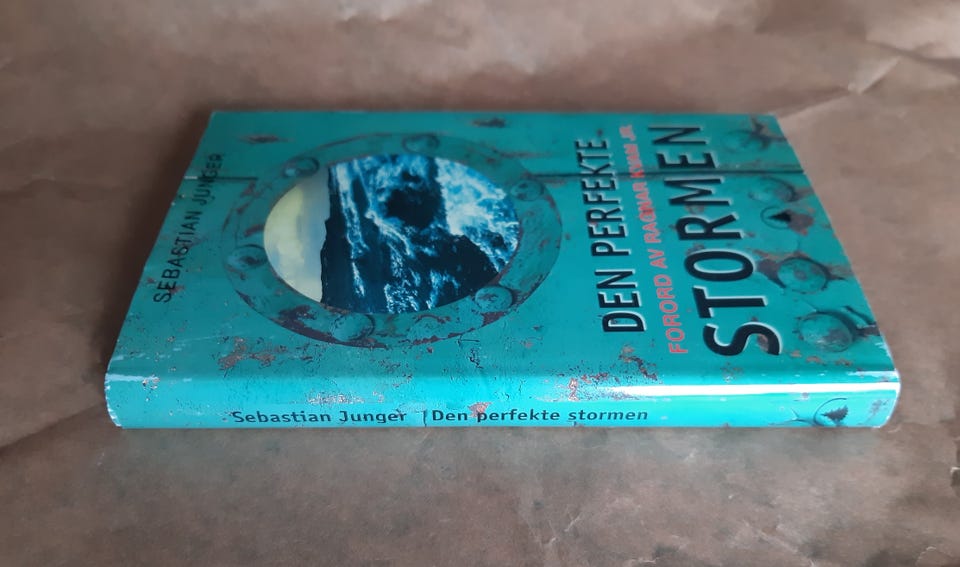 SEBASTIAN JUNGER
DEN PERFEKTE
FORORD AV RAGNAR KVAM JR.
STORMEN
Sebastian Junger / Den perfekte stormen